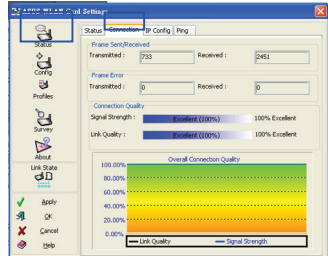 ASUS WLAN Card Settings
Status Connection IP Config Ping
Status
Config
Profiles
Survey
About
Link State
Apply
OK
Cancel
Help
Frame Sent/Received
Transmitted : 733 Received : 2451
Frame Error
Transmitted : 0 Received : 0
Connection Quality
Signal Strength : Excellent (100%) 100% Excellent
Link Quality : Excellent (100%) 100% Excellent
Overall Connection Quality
100.00%
80.00%
60.00%
40.00%
20.00%
0.00%
Link Quality Signal Strength